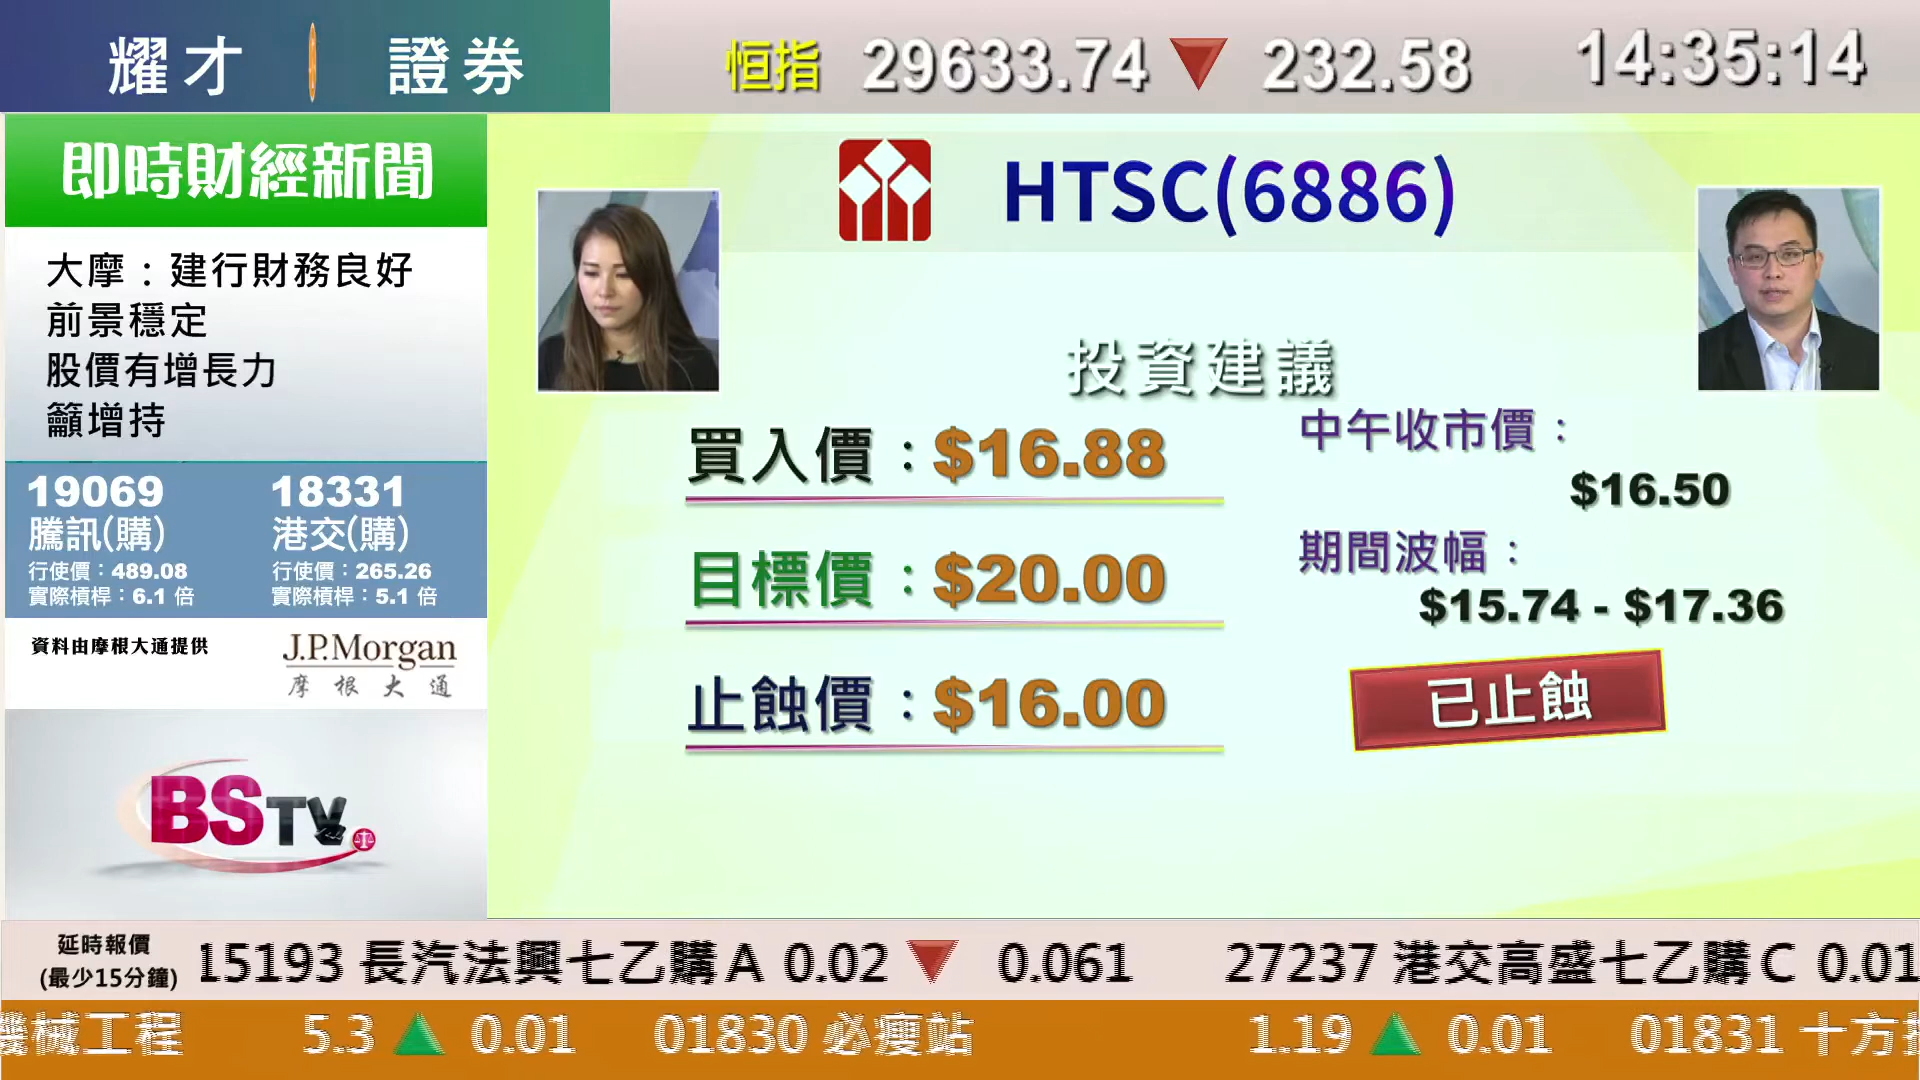 耀才 證券
恒指 29633.74 ▼ 232.58 14:35:14
即時財經新聞
大摩：建行財務良好
前景穩定
股價有增長力
籲增持
19069
騰訊(購)
行使價：489.08
實際槓桿：6.1 倍
18331
港交(購)
行使價：265.26
實際槓桿：5.1 倍
資料由摩根大通提供
J.P.Morgan
摩根大通
BSTV
HTSC(6886)
投資建議
買入價：$16.88
目標價：$20.00
止蝕價：$16.00
中午收市價：
$16.50
期間波幅：
$15.74 - $17.36
已止蝕
延時報價
(最少15分鐘)
15193 長汽法興七乙購A 0.02 ▼ 0.061 27237 港交高盛七乙購C 0.01
機械工程 5.3 ▲ 0.01 01830 必瘦站 1.19 ▲ 0.01 01831 十方